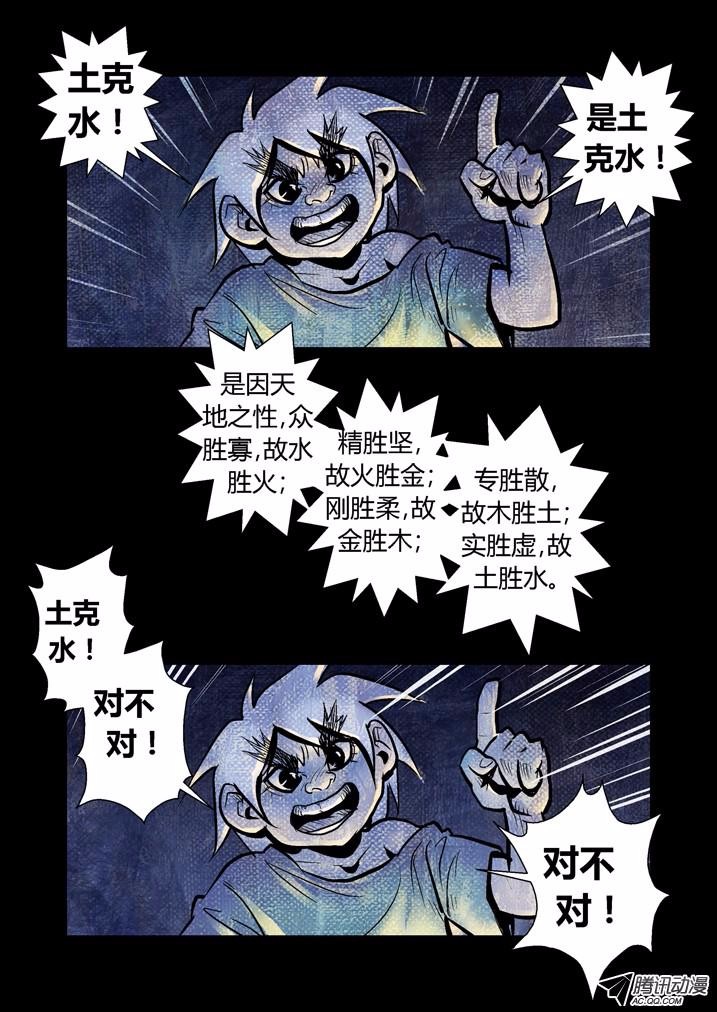 土克
水！
是土
克水！
是因天
地之性，众
胜寡，故水
胜火；
精胜坚，
故火胜金；
刚胜柔，故
金胜木；
专胜散，
故木胜土；
实胜虚，故
土胜水。
土克
水！
对不
对！
对不
对！
腾讯动漫
AC.QQ.COM